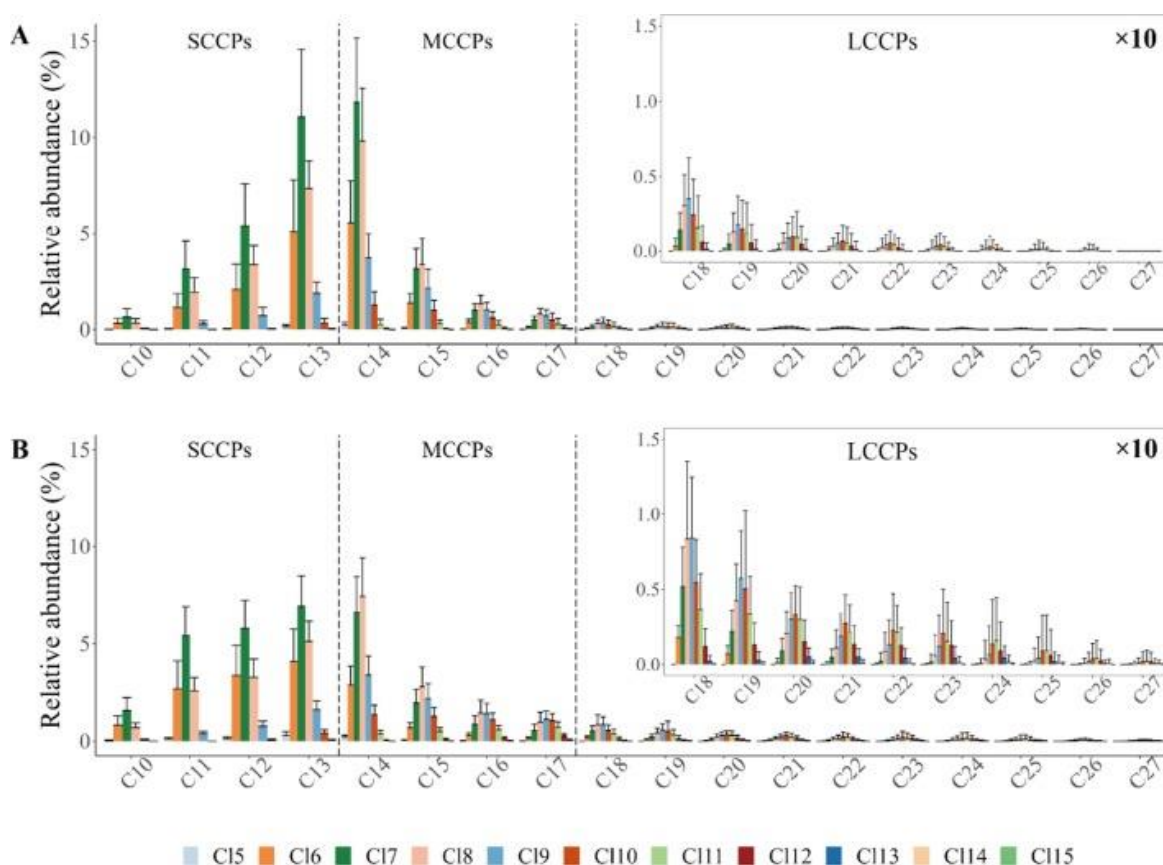 A
SCCPs
MCCPs
LCCPs
×10
Relative abundance (%)
15
10
5
0
1.5
1.0
0.5
0.0
C18 C19 C20 C21 C22 C23 C24 C25 C26 C27
C10 C11 C12 C13 C14 C15 C16 C17 C18 C19 C20 C21 C22 C23 C24 C25 C26 C27
B
SCCPs
MCCPs
LCCPs
×10
Relative abundance (%)
15
10
5
0
1.5
1.0
0.5
0.0
C18 C19 C20 C21 C22 C23 C24 C25 C26 C27
C10 C11 C12 C13 C14 C15 C16 C17 C18 C19 C20 C21 C22 C23 C24 C25 C26 C27
Cl5 Cl6 Cl7 Cl8 Cl9 Cl10 Cl11 Cl12 Cl13 Cl14 Cl15